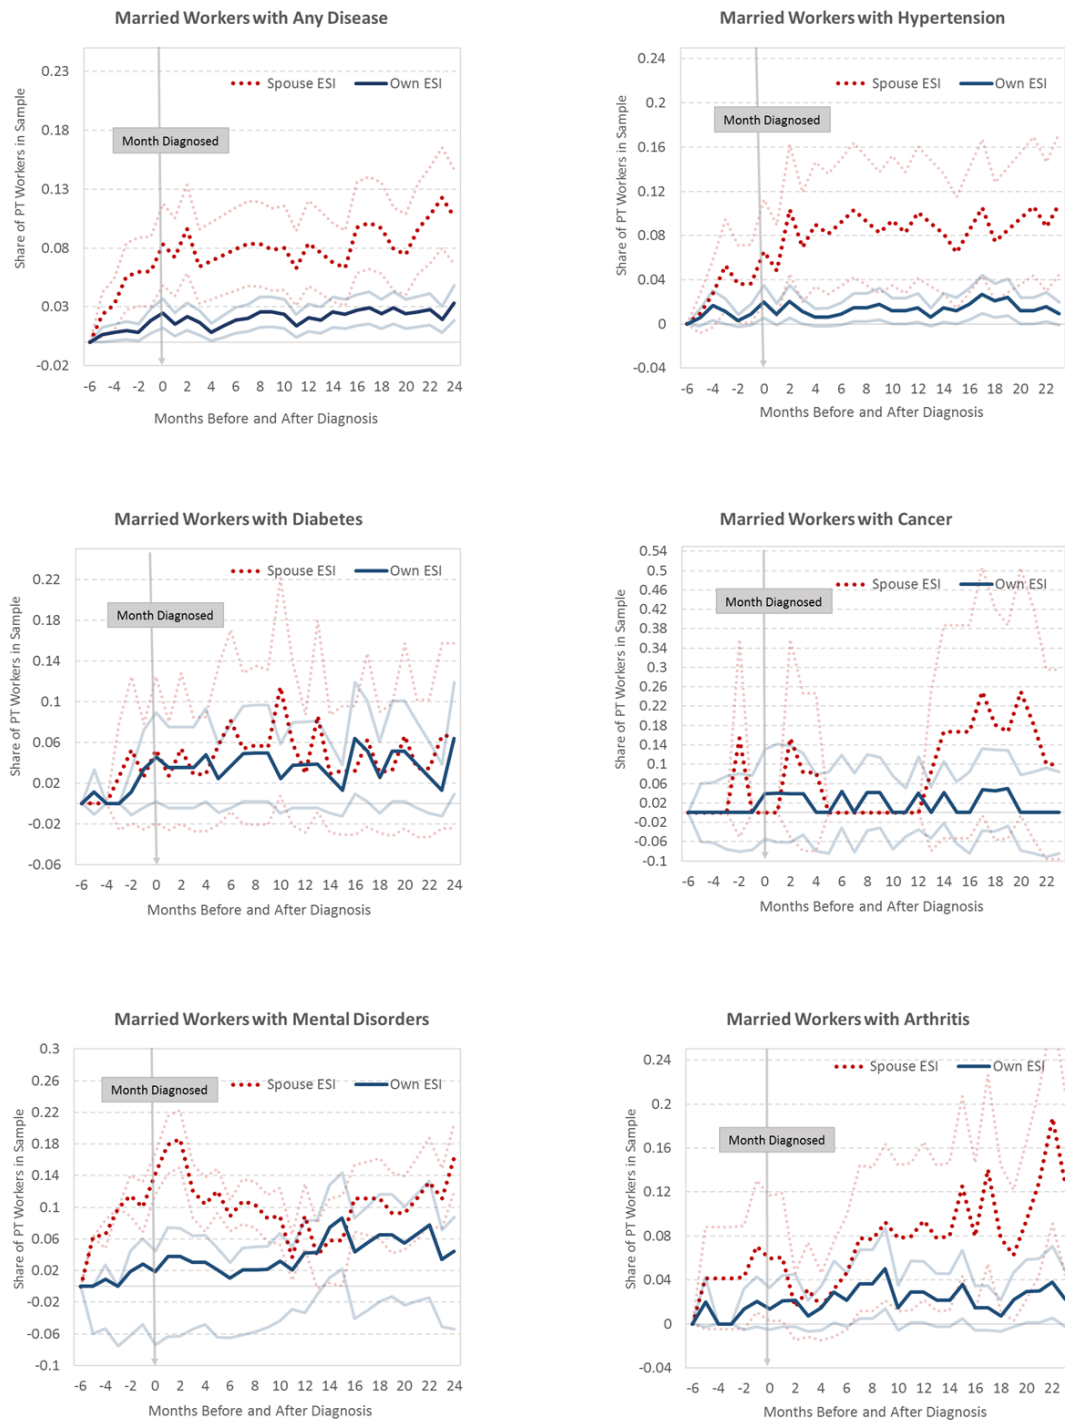 Married Workers with Any Disease
Share of PT Workers in Sample
0.23
0.18
0.13
0.08
0.03
-0.02
Spouse ESI Own ESI
Month Diagnosed
-6 -4 -2 0 2 4 6 8 10 12 14 16 18 20 22 24
Months Before and After Diagnosis
Married Workers with Hypertension
Share of PT Workers in Sample
0.24
0.2
0.16
0.12
0.08
0.04
0
-0.04
Spouse ESI Own ESI
Month Diagnosed
-6 -4 -2 0 2 4 6 8 10 12 14 16 18 20 22
Months Before and After Diagnosis
Married Workers with Diabetes
Share of PT Workers in Sample
0.22
0.18
0.14
0.1
0.06
0.02
-0.02
-0.06
Spouse ESI Own ESI
Month Diagnosed
-6 -4 -2 0 2 4 6 8 10 12 14 16 18 20 22 24
Months Before and After Diagnosis
Married Workers with Cancer
Share of PT Workers in Sample
0.54
0.5
0.46
0.42
0.38
0.34
0.3
0.26
0.22
0.18
0.14
0.1
0.06
0.02
-0.02
-0.06
-0.1
Spouse ESI Own ESI
Month Diagnosed
-6 -4 -2 0 2 4 6 8 10 12 14 16 18 20 22
Months Before and After Diagnosis
Married Workers with Mental Disorders
Share of PT Workers in Sample
0.3
0.26
0.22
0.18
0.14
0.1
0.06
0.02
-0.02
-0.06
-0.1
Spouse ESI Own ESI
Month Diagnosed
-6 -4 -2 0 2 4 6 8 10 12 14 16 18 20 22 24
Months Before and After Diagnosis
Married Workers with Arthritis
Share of PT Workers in Sample
0.24
0.2
0.16
0.12
0.08
0.04
0
-0.04
Spouse ESI Own ESI
Month Diagnosed
-6 -4 -2 0 2 4 6 8 10 12 14 16 18 20 22
Months Before and After Diagnosis